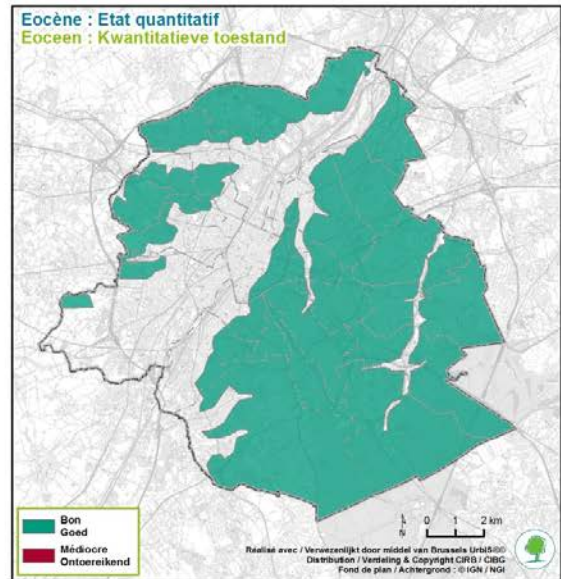 Eocène : Etat quantitatif
Eoceen : Kwantitatieve toestand
Bon
Goed
Médiocre
Ontoereikend
N
0 1 2 km
Réalisé avec / Verwezenlijkt door middel van Brussels UrbIS®©
Distribution / Verdeling & Copyright CIRB / CIBG
Fond de plan / Achtergrond : © IGN / NGI